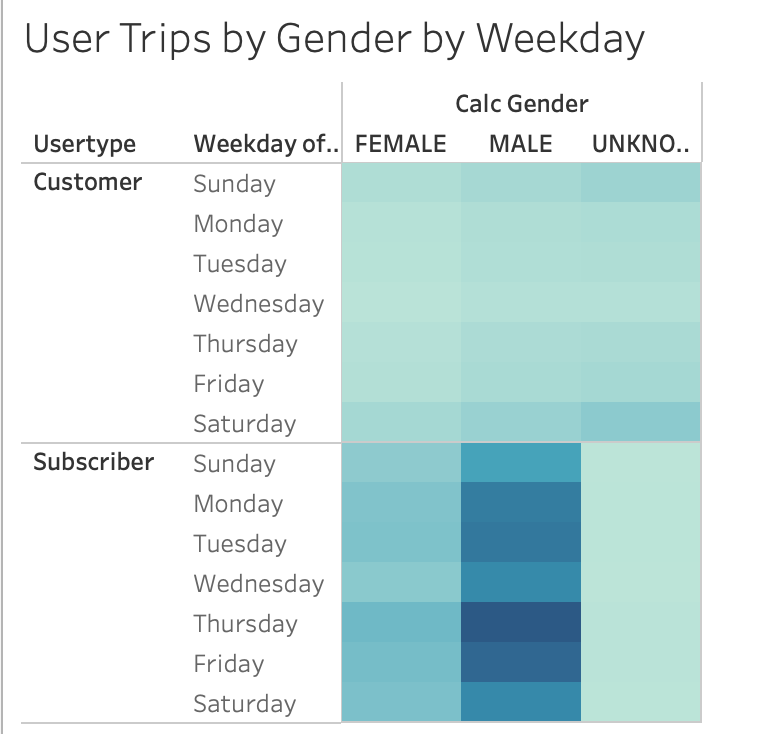 User Trips by Gender by Weekday
Calc Gender
Usertype Weekday of.. FEMALE MALE UNKNO..
Customer Sunday
Monday
Tuesday
Wednesday
Thursday
Friday
Saturday
Subscriber Sunday
Monday
Tuesday
Wednesday
Thursday
Friday
Saturday